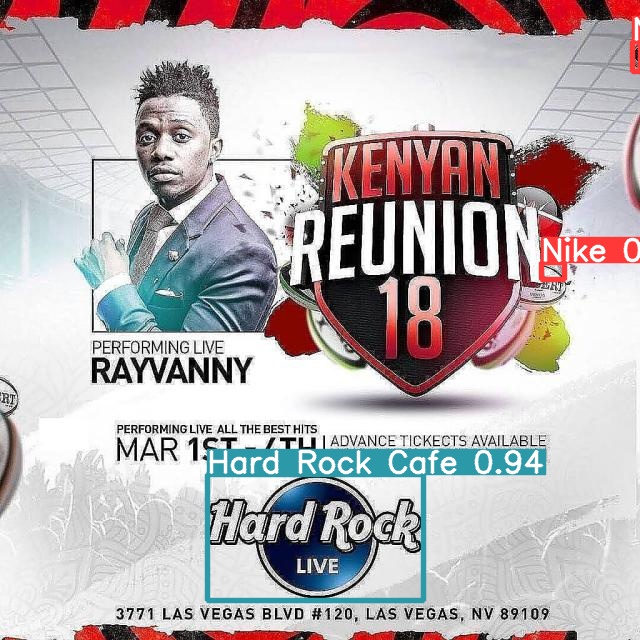 KENYAN
REUNION
18
PERFORMING LIVE
RAYVANNY
PERFORMING LIVE ALL THE BEST HITS
MAR 1ST - 4TH | ADVANCE TICKECTS AVAILABLE
Nike 0
Hard Rock Cafe 0.94
Hard Rock
LIVE
3771 LAS VEGAS BLVD #120, LAS VEGAS, NV 89109